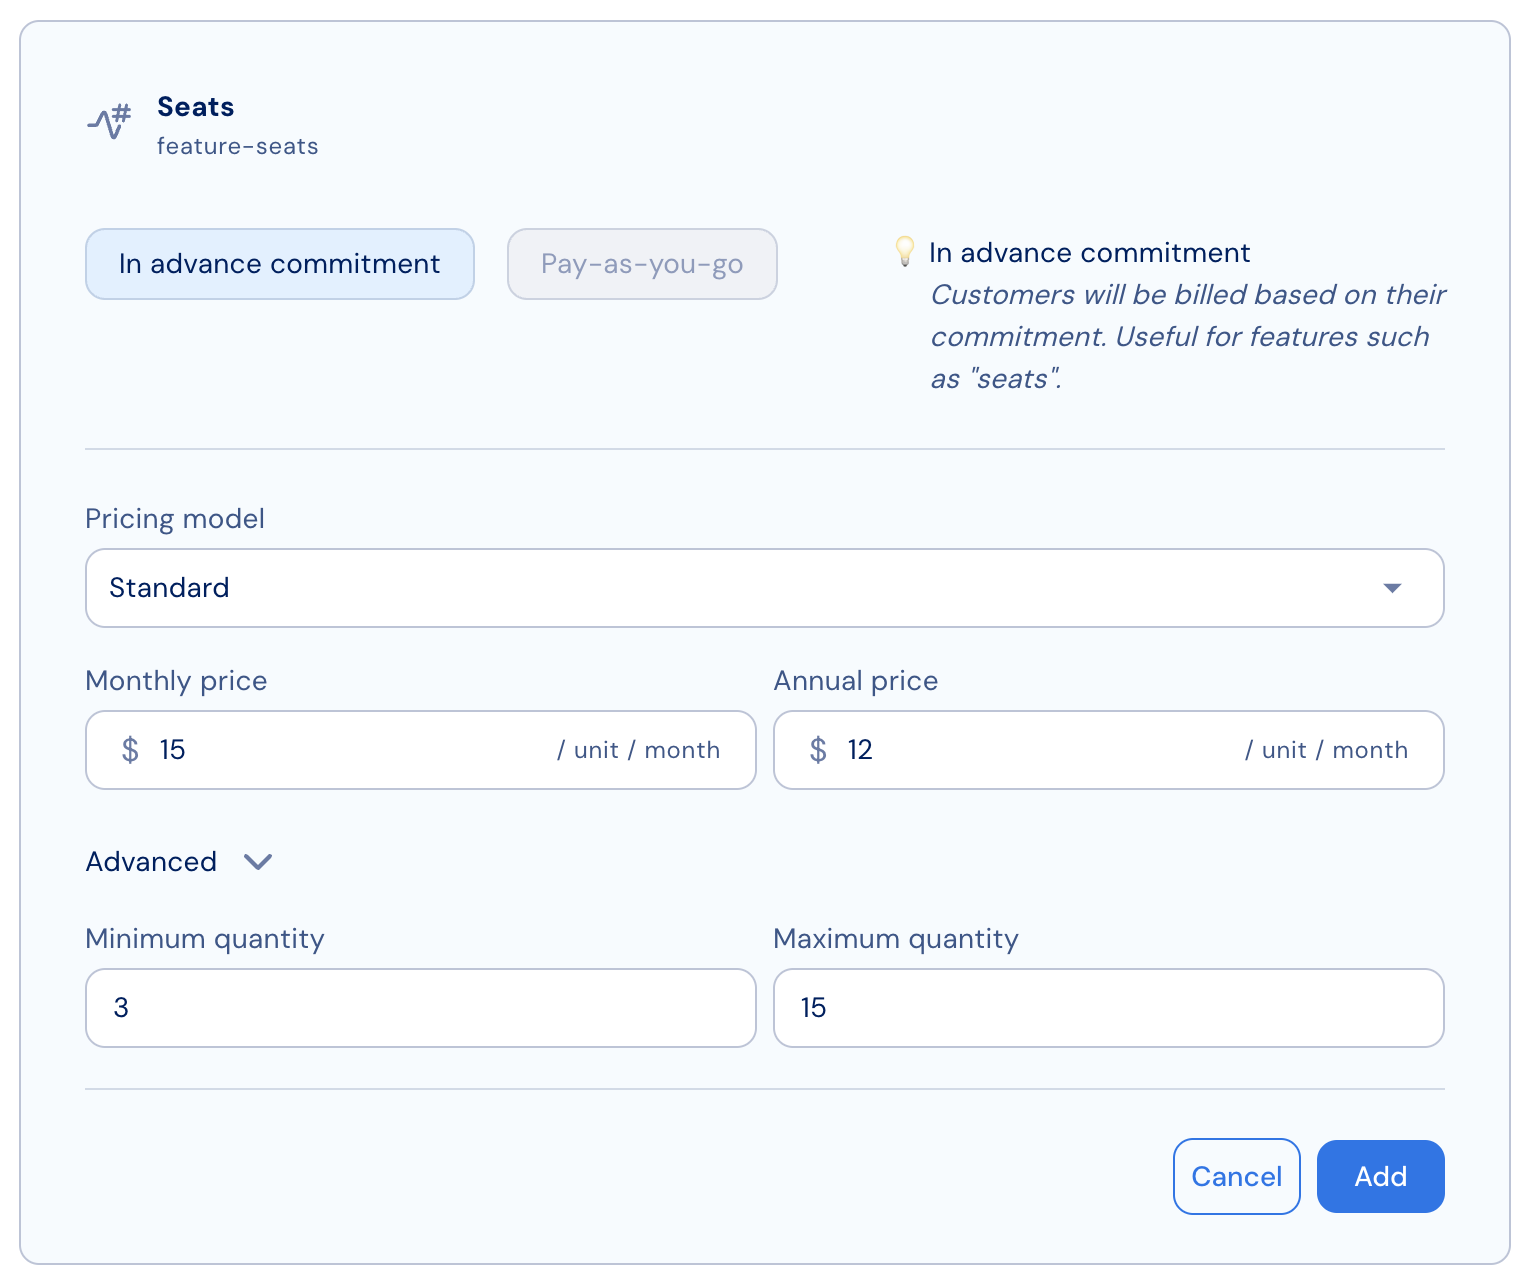 Seats
feature-seats
In advance commitment
Pay-as-you-go
In advance commitment
Customers will be billed based on their
commitment. Useful for features such
as "seats".
Pricing model
Standard
Monthly price
Annual price
$ 15 / unit / month
$ 12 / unit / month
Advanced
Minimum quantity
Maximum quantity
3
15
Cancel
Add